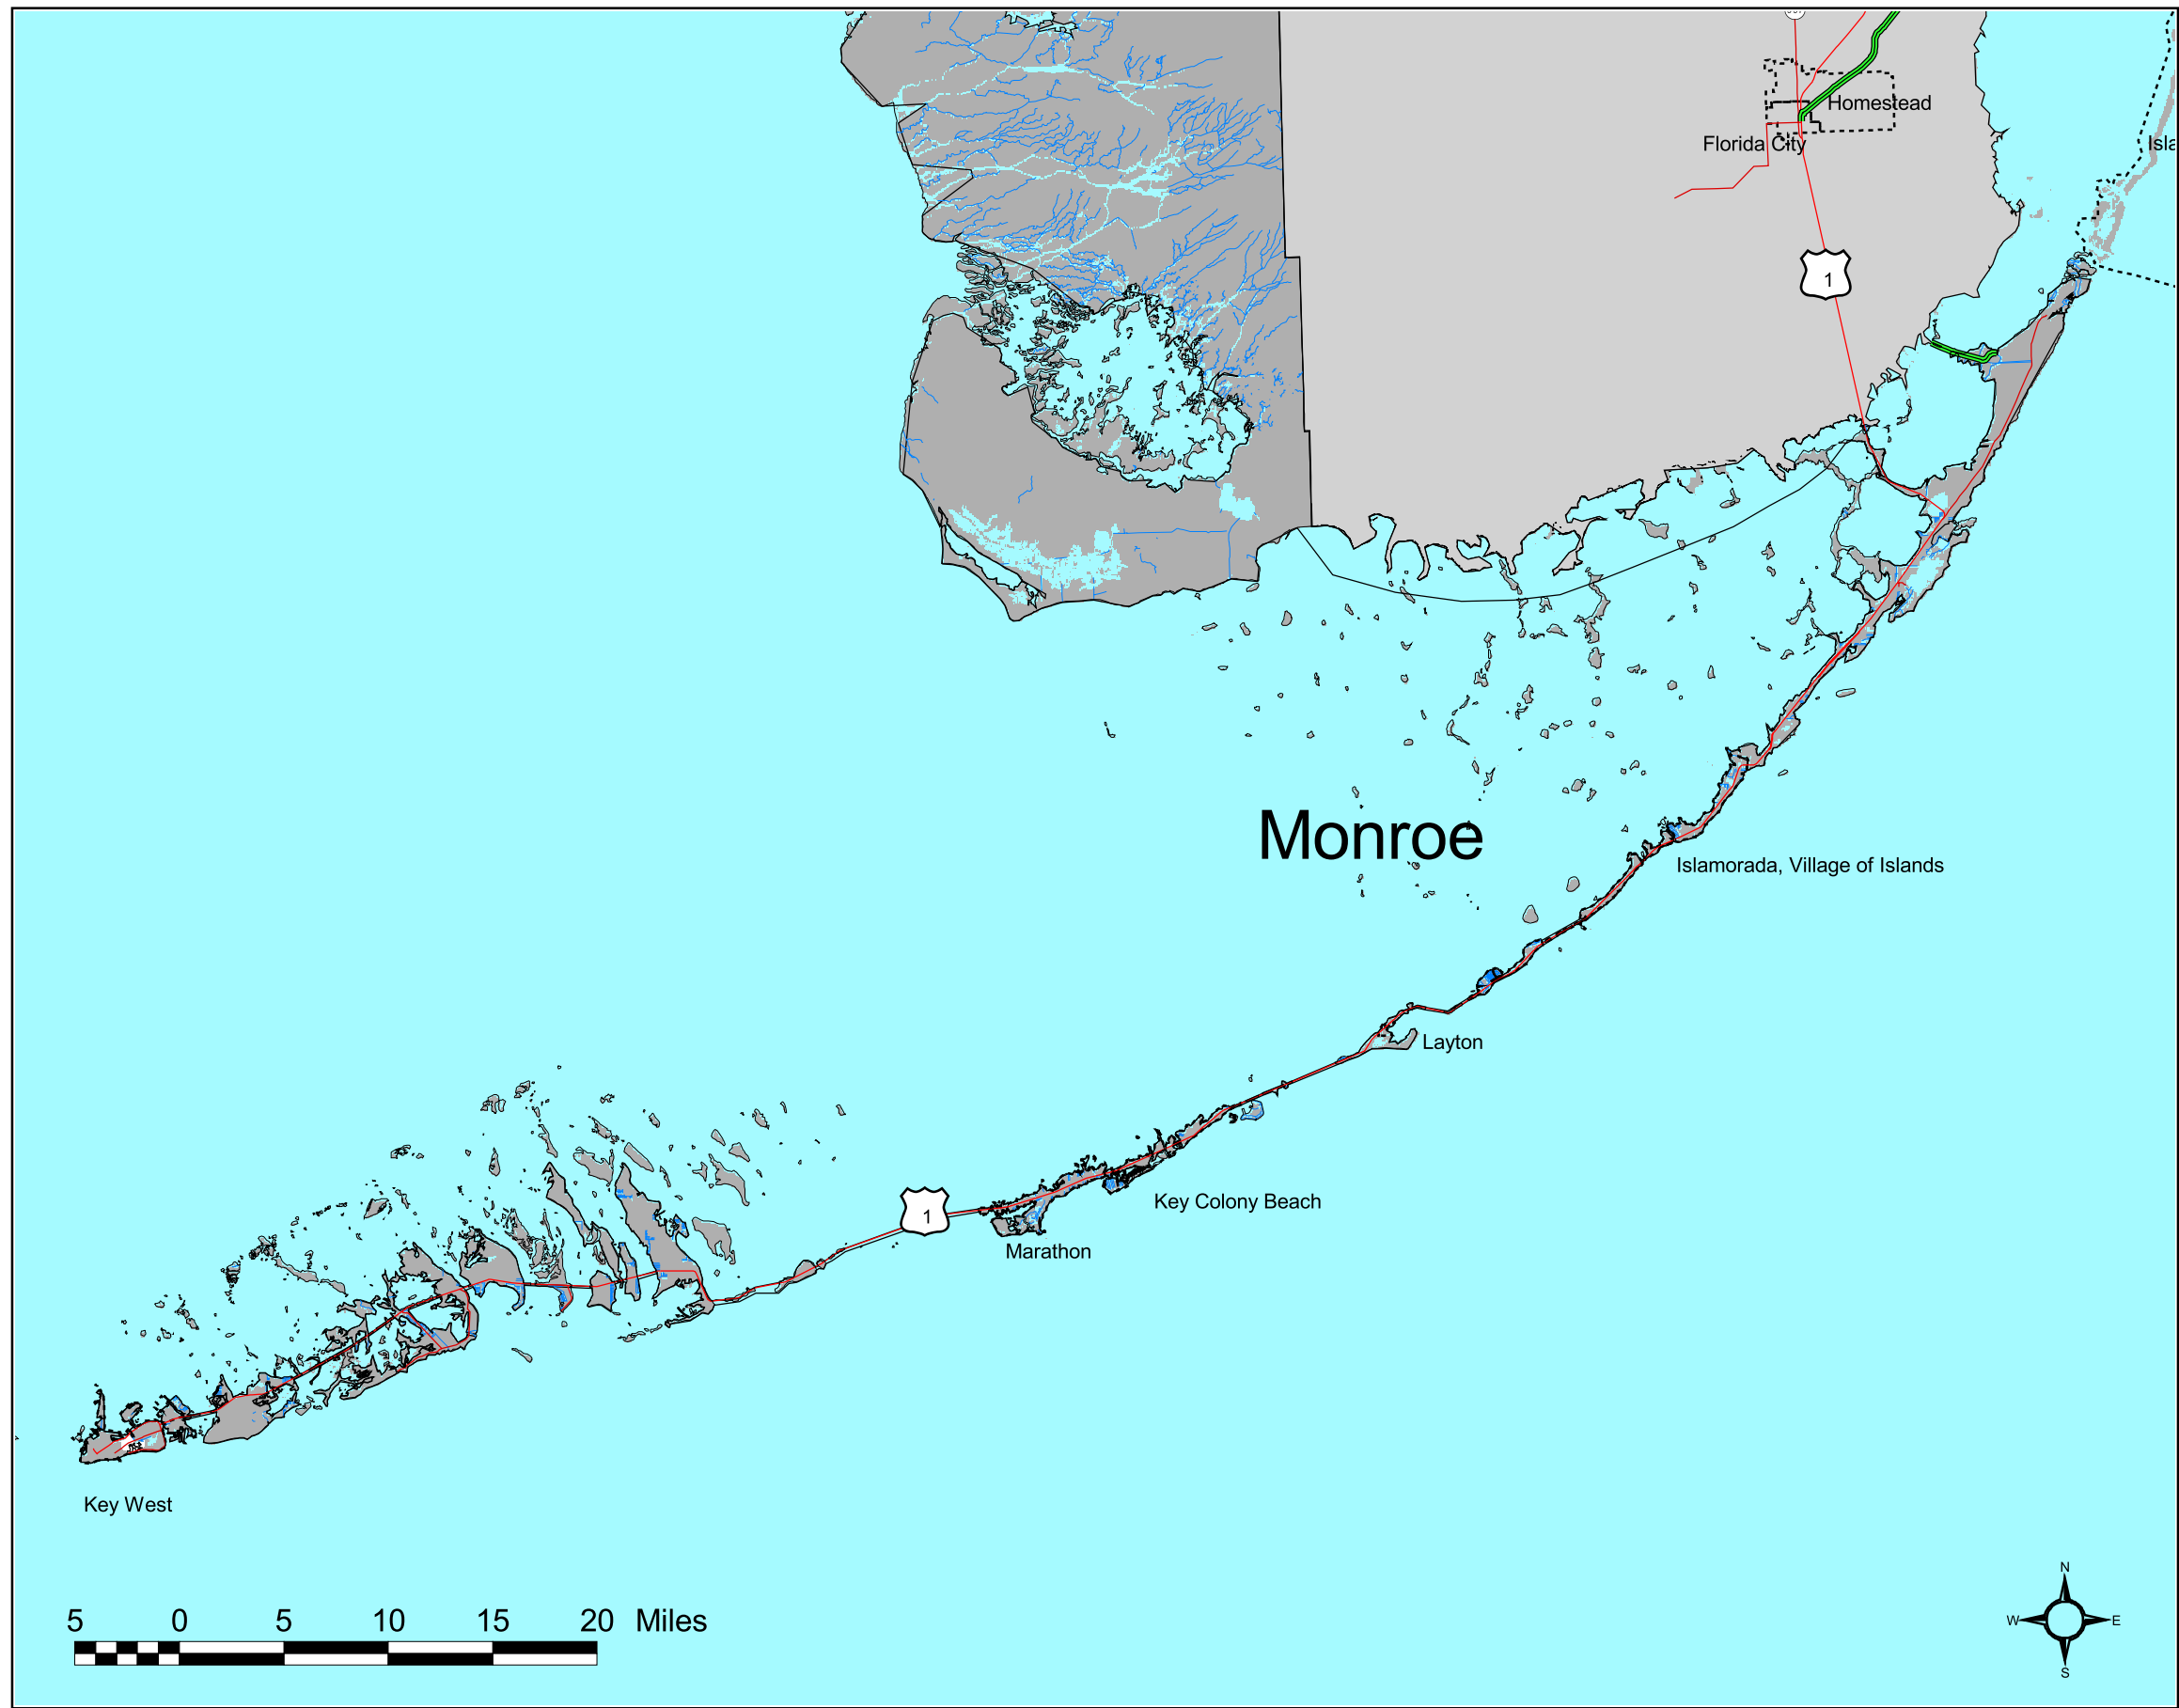 Homestead
Florida City
1
Monroe
Islamorada, Village of Islands
Layton
Key Colony Beach
1
Marathon
Key West
N
W E
S
5 0 5 10 15 20 Miles